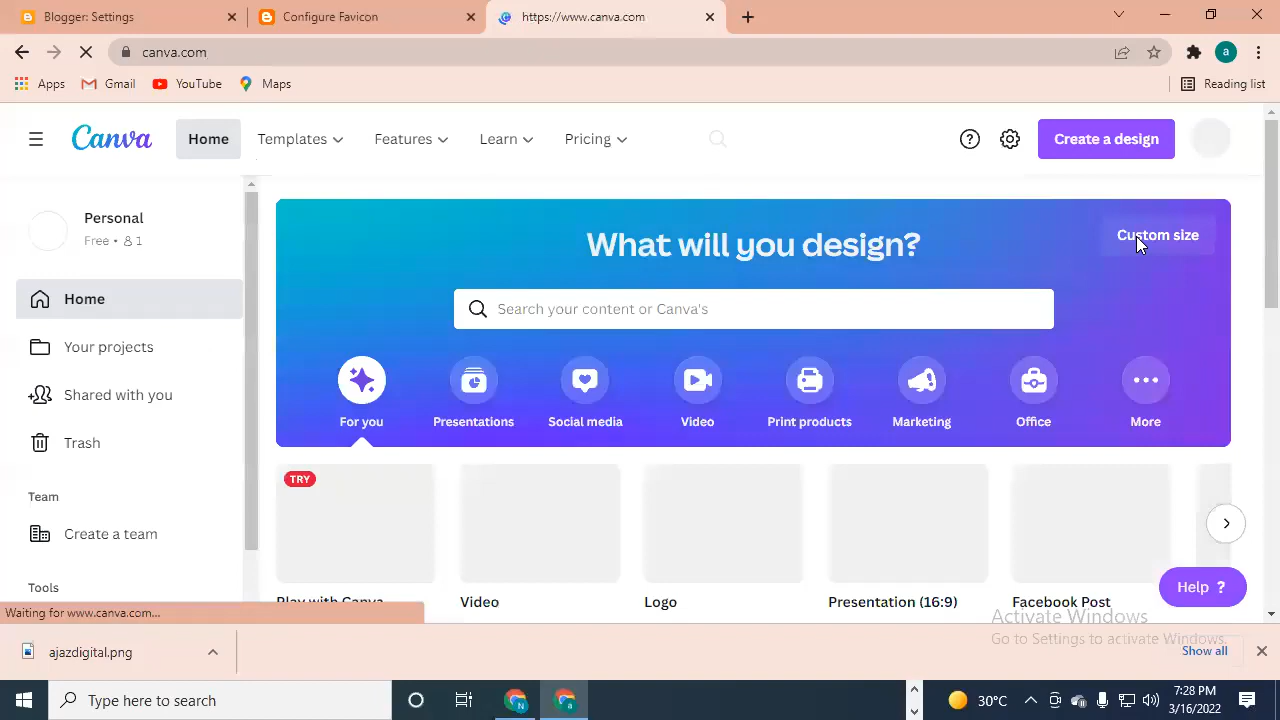 Blogger: Settings
Configure Favicon
https://www.canva.com
canva.com
a
Apps
Gmail
YouTube
Maps
Reading list
Canva
Home
Templates
Features
Learn
Pricing
Create a design
Personal
Free • 1
Home
Your projects
Shared with you
Trash
Team
Create a team
Tools
What will you design?
Custom size
Search your content or Canva's
For you
Presentations
Social media
Video
Print products
Marketing
Office
More
TRY
Play with Canva
Video
Logo
Presentation (16:9)
Facebook Post
Help ?
Waiting for www.canva.com...
Activate Windows
Go to Settings to activate Windows.
ajazdigital.png
Show all
Type here to search
N
a
30°C
7:28 PM
3/16/2022